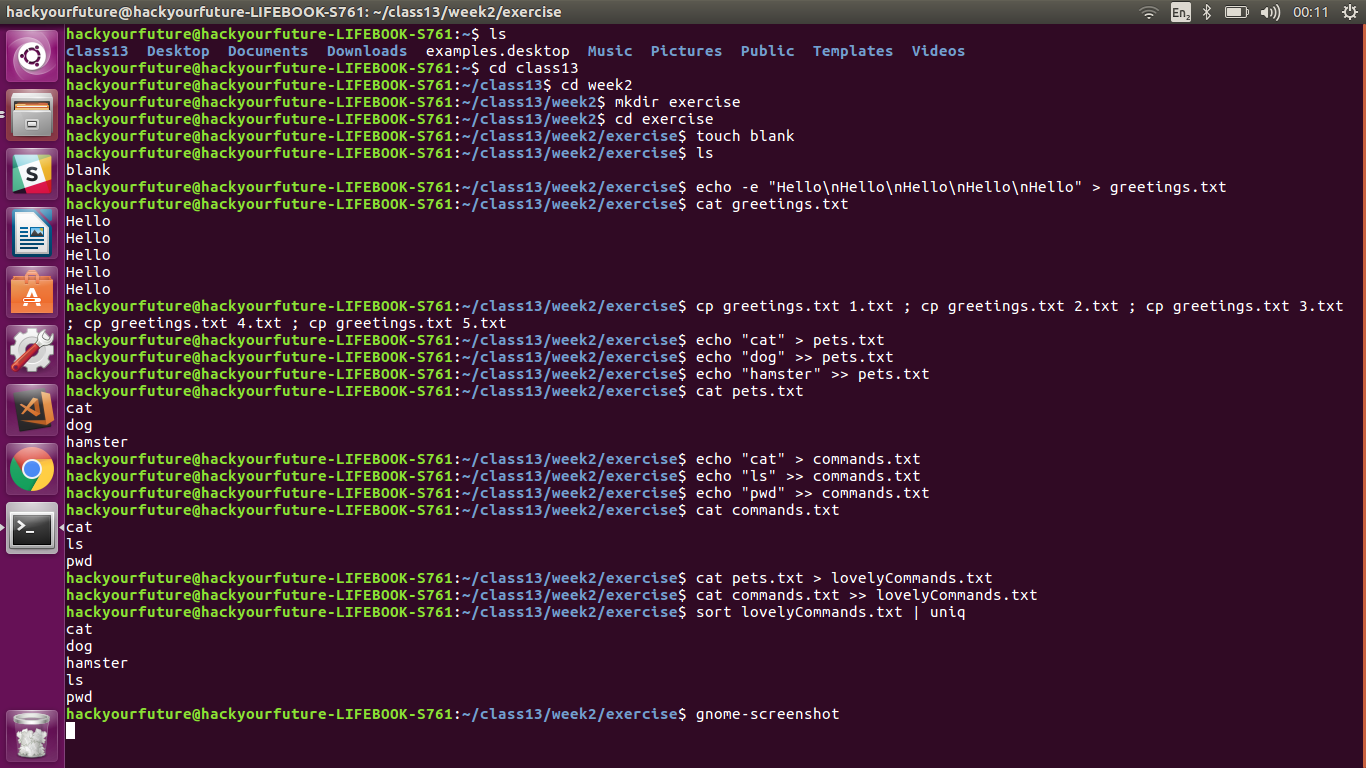 hackyourfuture@hackyourfuture-LIFEBOOK-S761: ~/class13/week2/exercise
En2
00:11
hackyourfuture@hackyourfuture-LIFEBOOK-S761:~$ ls
class13  Desktop  Documents  Downloads  examples.desktop  Music  Pictures  Public  Templates  Videos
hackyourfuture@hackyourfuture-LIFEBOOK-S761:~$ cd class13
hackyourfuture@hackyourfuture-LIFEBOOK-S761:~/class13$ cd week2
hackyourfuture@hackyourfuture-LIFEBOOK-S761:~/class13/week2$ mkdir exercise
hackyourfuture@hackyourfuture-LIFEBOOK-S761:~/class13/week2$ cd exercise
hackyourfuture@hackyourfuture-LIFEBOOK-S761:~/class13/week2/exercise$ touch blank
hackyourfuture@hackyourfuture-LIFEBOOK-S761:~/class13/week2/exercise$ ls
blank
hackyourfuture@hackyourfuture-LIFEBOOK-S761:~/class13/week2/exercise$ echo -e "Hello\nHello\nHello\nHello\nHello" > greetings.txt
hackyourfuture@hackyourfuture-LIFEBOOK-S761:~/class13/week2/exercise$ cat greetings.txt
Hello
Hello
Hello
Hello
Hello
hackyourfuture@hackyourfuture-LIFEBOOK-S761:~/class13/week2/exercise$ cp greetings.txt 1.txt ; cp greetings.txt 2.txt ; cp greetings.txt 3.txt
; cp greetings.txt 4.txt ; cp greetings.txt 5.txt
hackyourfuture@hackyourfuture-LIFEBOOK-S761:~/class13/week2/exercise$ echo "cat" > pets.txt
hackyourfuture@hackyourfuture-LIFEBOOK-S761:~/class13/week2/exercise$ echo "dog" >> pets.txt
hackyourfuture@hackyourfuture-LIFEBOOK-S761:~/class13/week2/exercise$ echo "hamster" >> pets.txt
hackyourfuture@hackyourfuture-LIFEBOOK-S761:~/class13/week2/exercise$ cat pets.txt
cat
dog
hamster
hackyourfuture@hackyourfuture-LIFEBOOK-S761:~/class13/week2/exercise$ echo "cat" > commands.txt
hackyourfuture@hackyourfuture-LIFEBOOK-S761:~/class13/week2/exercise$ echo "ls" >> commands.txt
hackyourfuture@hackyourfuture-LIFEBOOK-S761:~/class13/week2/exercise$ echo "pwd" >> commands.txt
hackyourfuture@hackyourfuture-LIFEBOOK-S761:~/class13/week2/exercise$ cat commands.txt
cat
ls
pwd
hackyourfuture@hackyourfuture-LIFEBOOK-S761:~/class13/week2/exercise$ cat pets.txt > lovelyCommands.txt
hackyourfuture@hackyourfuture-LIFEBOOK-S761:~/class13/week2/exercise$ cat commands.txt >> lovelyCommands.txt
hackyourfuture@hackyourfuture-LIFEBOOK-S761:~/class13/week2/exercise$ sort lovelyCommands.txt | uniq
cat
dog
hamster
ls
pwd
hackyourfuture@hackyourfuture-LIFEBOOK-S761:~/class13/week2/exercise$ gnome-screenshot